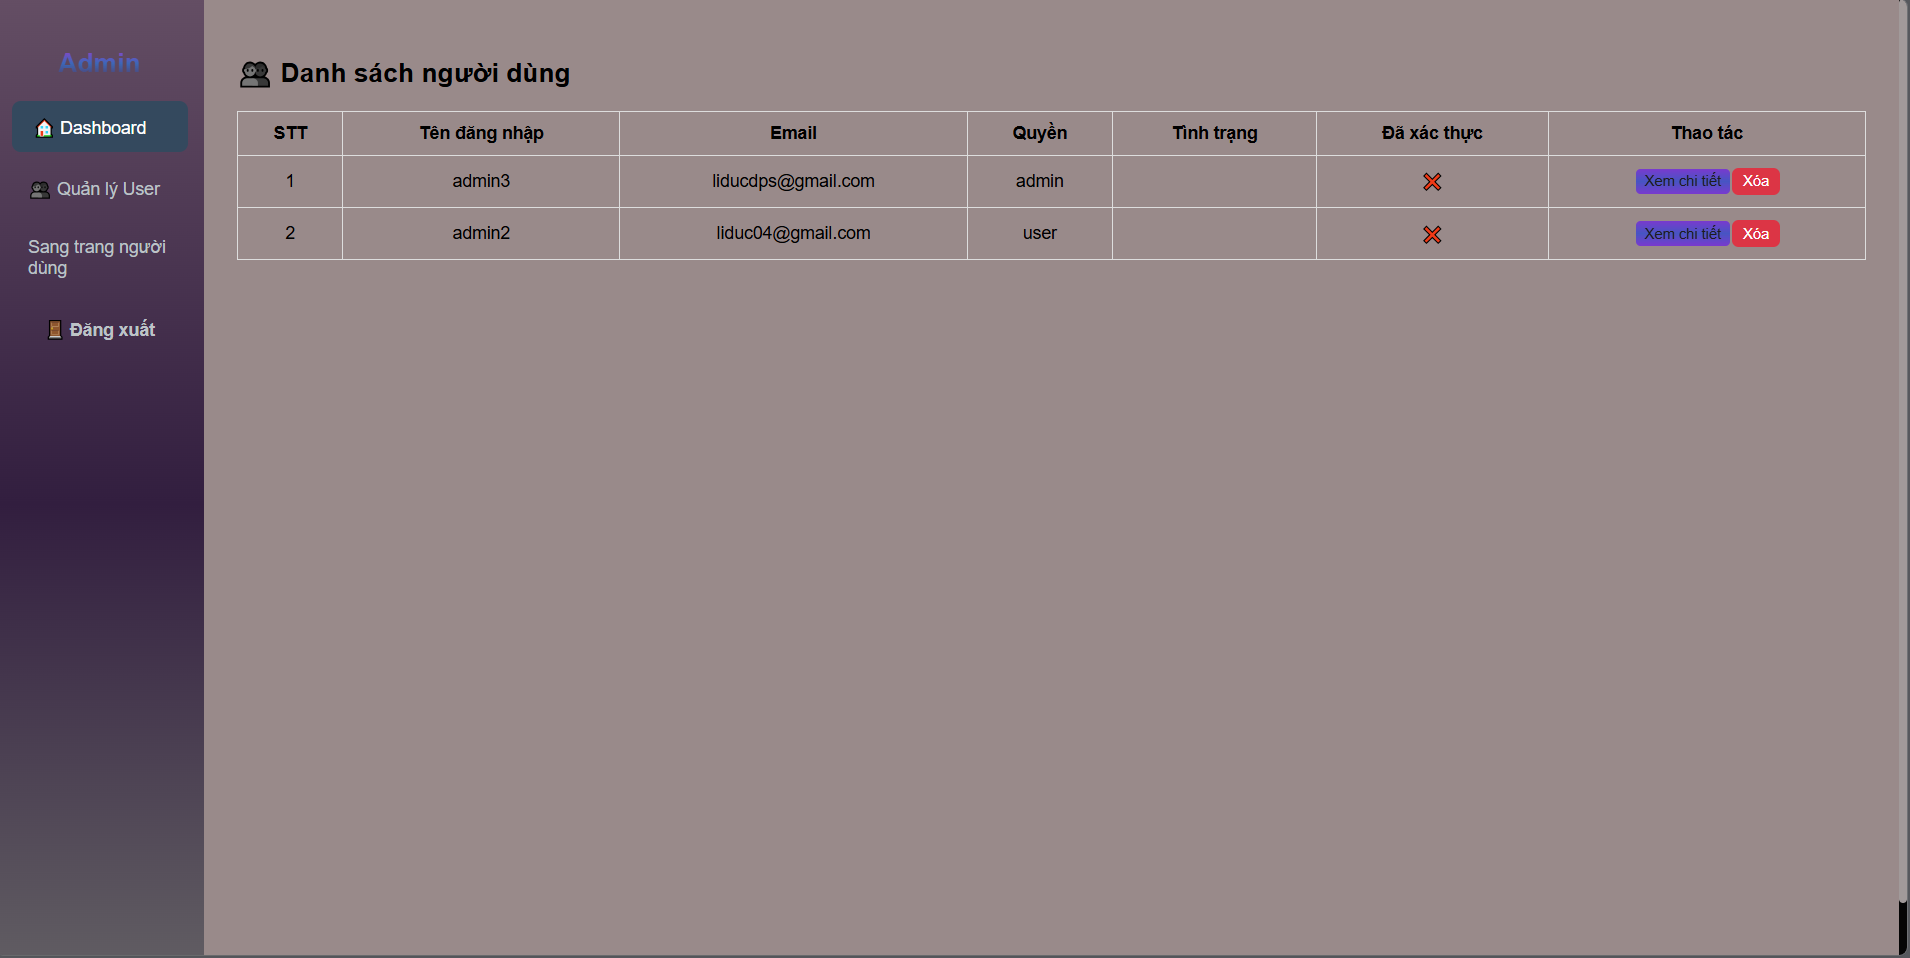 Admin
Dashboard
Quản lý User
Sang trang người
dùng
Đăng xuất
Danh sách người dùng
STT Tên đăng nhập Email Quyền Tình trạng Đã xác thực Thao tác
1 admin3 liducdps@gmail.com admin Xem chi tiết Xóa
2 admin2 liduc04@gmail.com user Xem chi tiết Xóa